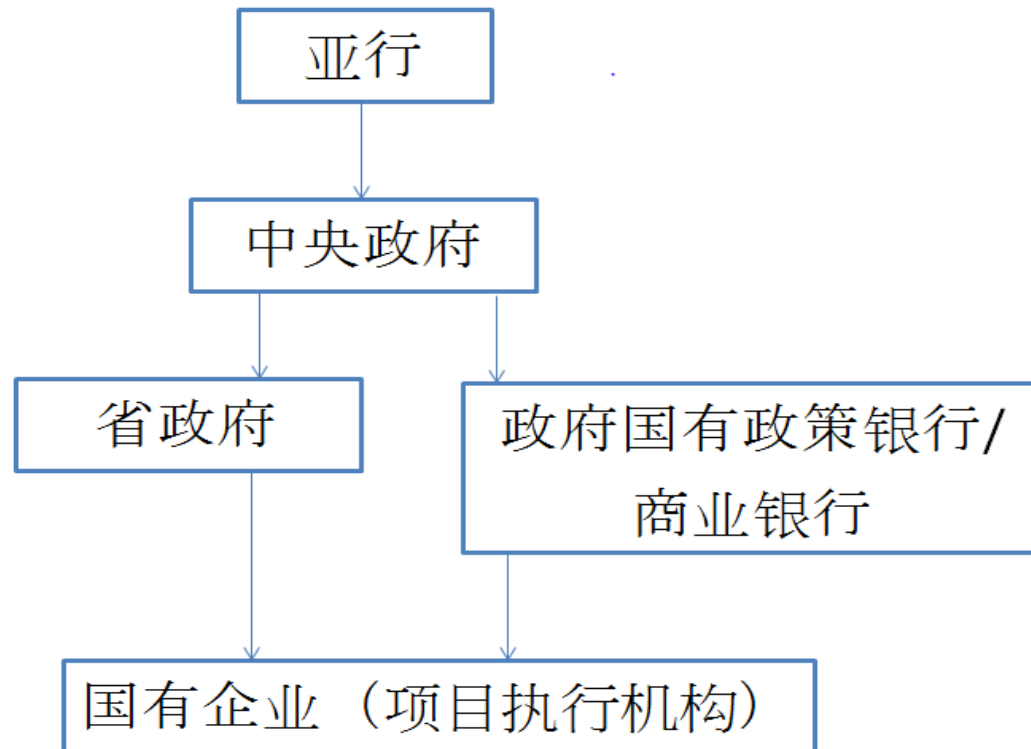 亚行
中央政府
省政府
政府国有政策银行/
商业银行
国有企业（项目执行机构）